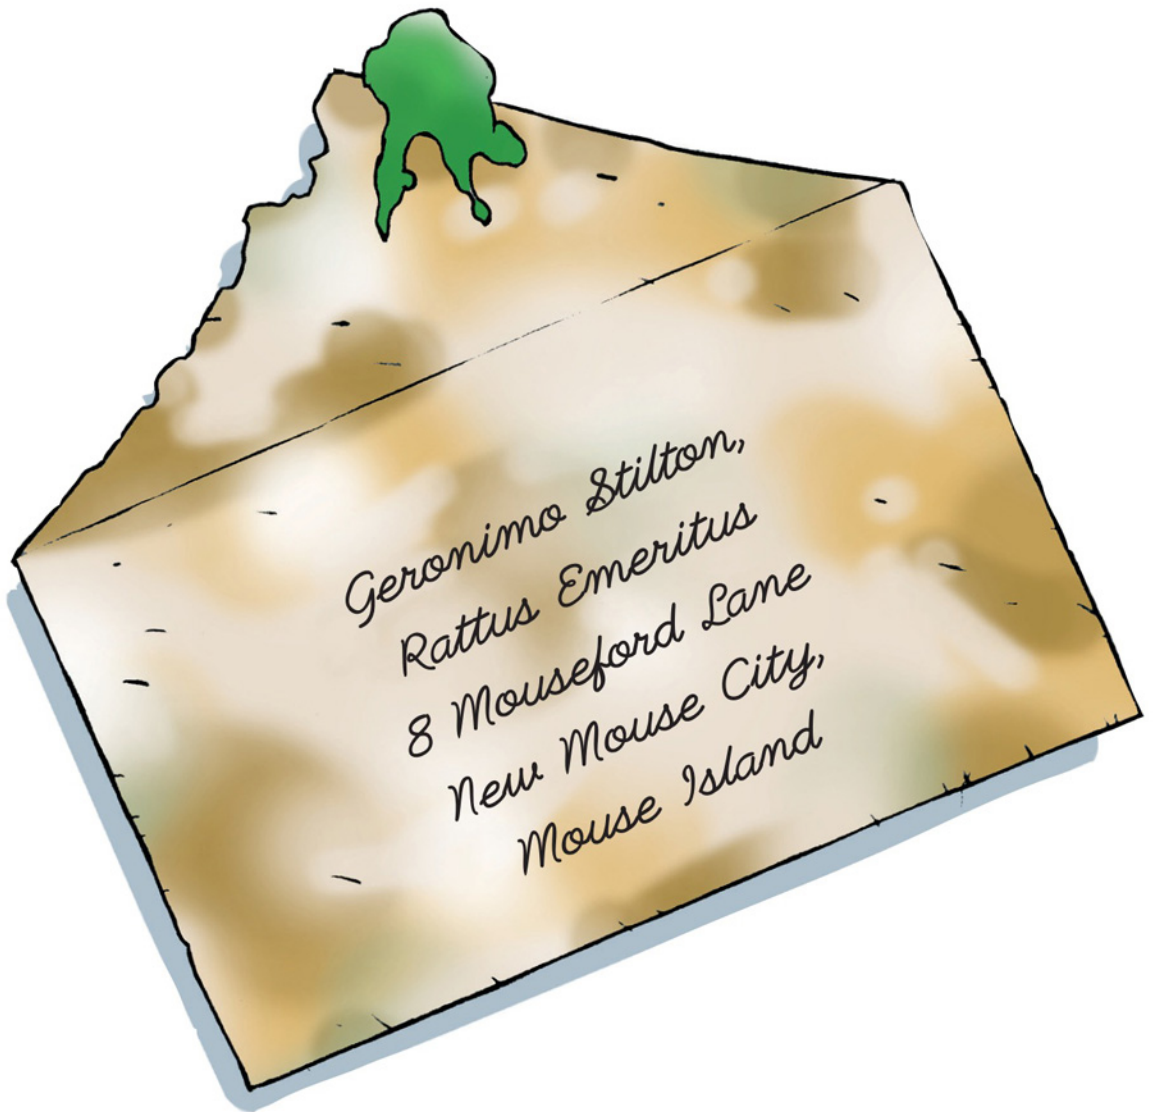 Geronimo Stilton,
Rattus Emeritus
8 Mouseford Lane
New Mouse City,
Mouse Island